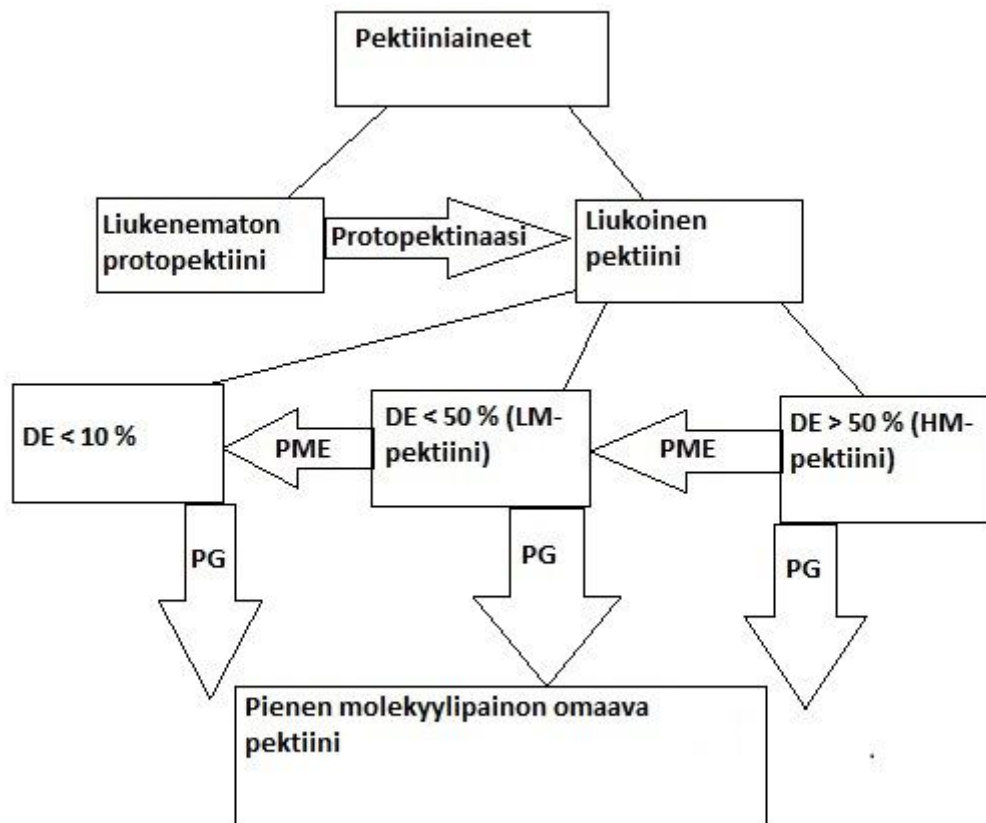 Pektiiniaineet
Liukenematon
protopektiini
Protopektinaasi
Liukoinen
pektiini
DE < 10 %
PME
DE < 50 % (LM-
pektiini)
PME
DE > 50 % (HM-
pektiini)
PG
PG
PG
Pienen molekyylipainon omaava
pektiini